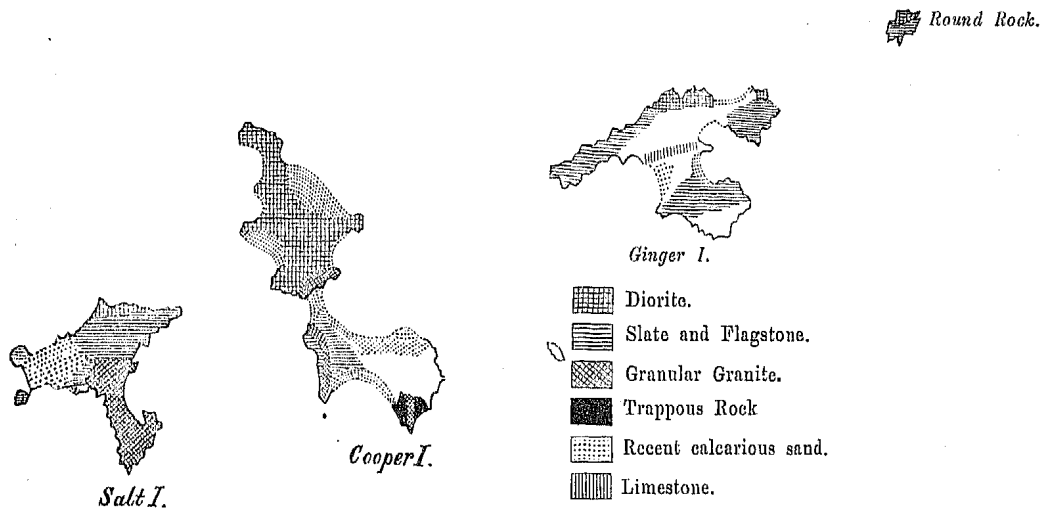 Round Rock.
Ginger I.
Diorite.
Slate and Flagstone.
Granular Granite.
Trappous Rock
Recent calcarious sand.
Limestone.
Cooper I.
Salt I.